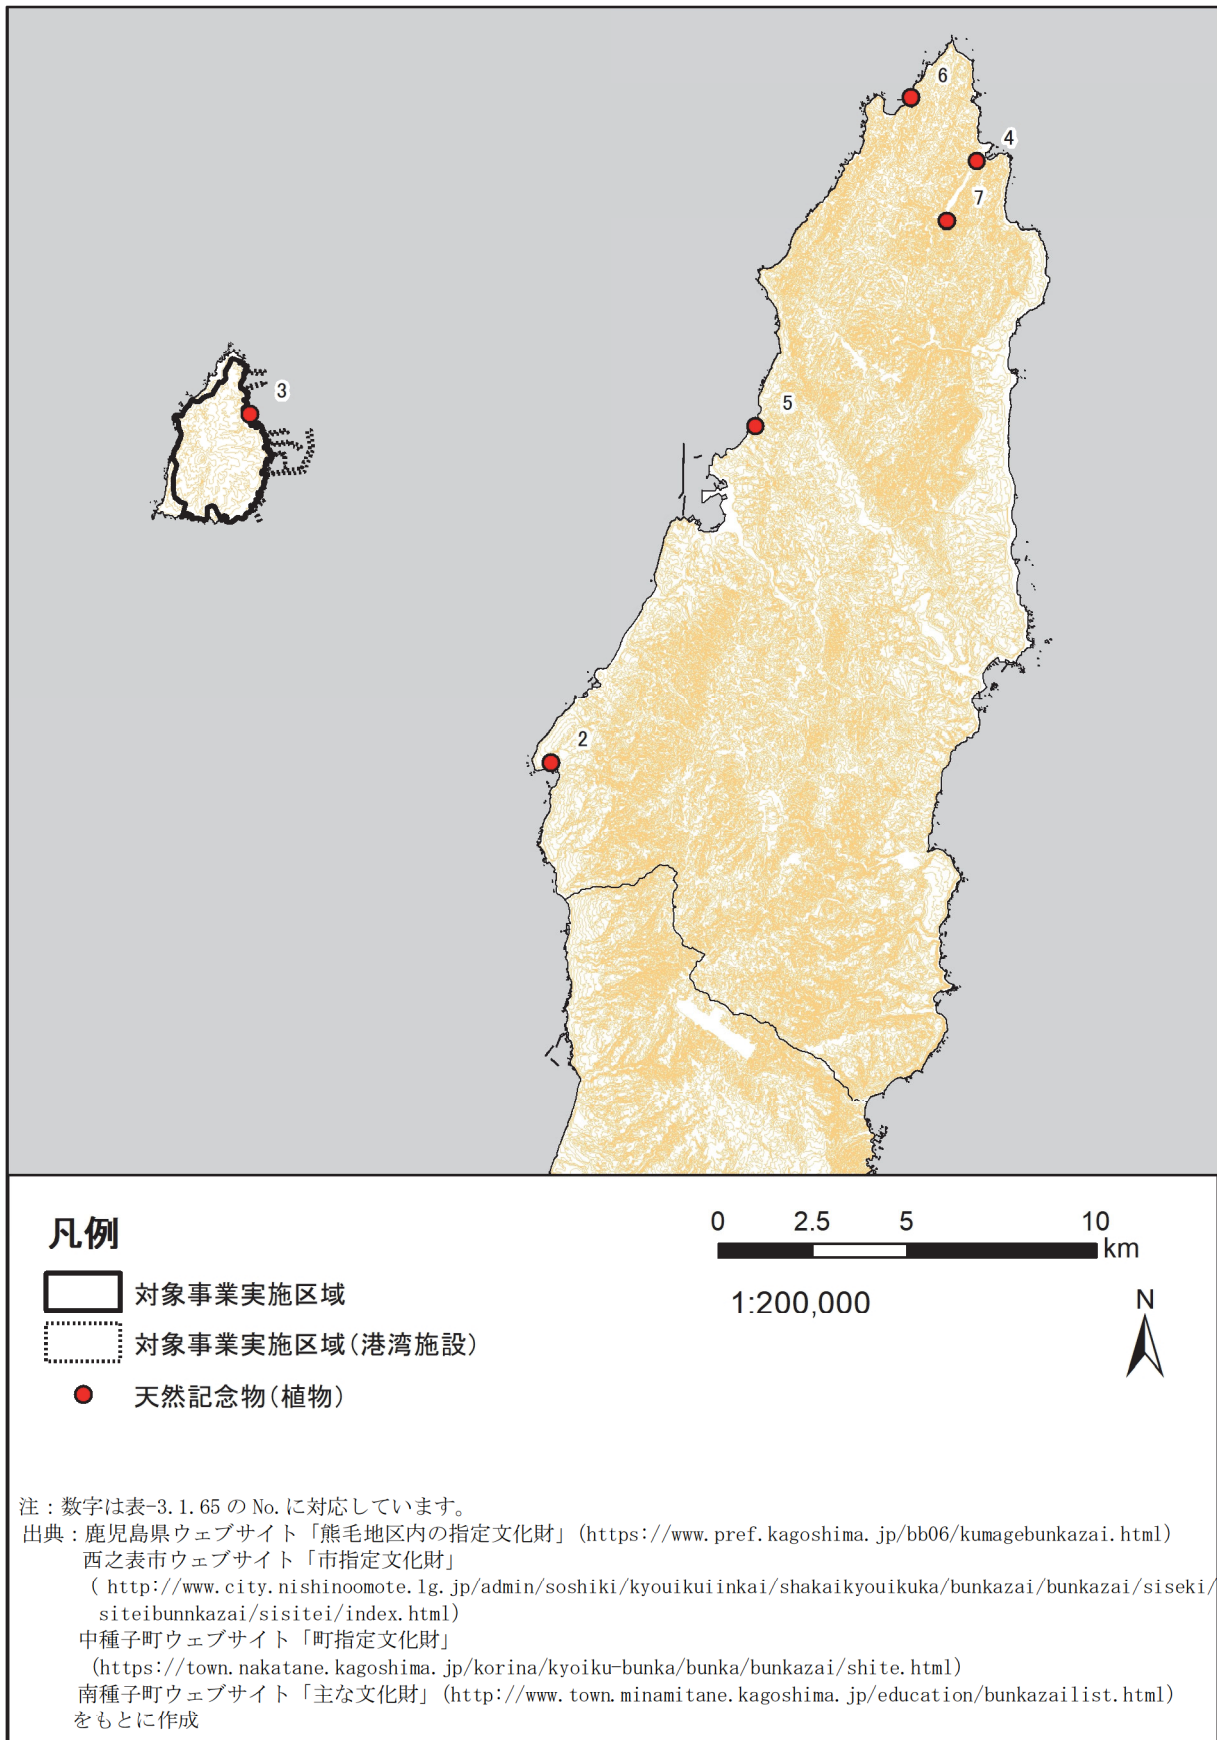 6
4
7
3
5
2
凡例
対象事業実施区域
対象事業実施区域(港湾施設)
天然記念物(植物)
0 2.5 5 10
km
1:200,000
N
注：数字は表-3.1.65 の No.に対応しています。
出典：鹿児島県ウェブサイト「熊毛地区内の指定文化財」(https://www.pref.kagoshima.jp/bb06/kumagebunkazai.html)
西之表市ウェブサイト「市指定文化財」
( http://www.city.nishinoomote.lg.jp/admin/soshiki/kyouikuiinkai/shakaikyouikuka/bunkazai/bunkazai/siseki/
siteibunnkazai/sisitei/index.html)
中種子町ウェブサイト「町指定文化財」
(https://town.nakatane.kagoshima.jp/korina/kyoiku-bunka/bunka/bunkazai/shite.html)
南種子町ウェブサイト「主な文化財」(http://www.town.minamitane.kagoshima.jp/education/bunkazailist.html)
をもとに作成